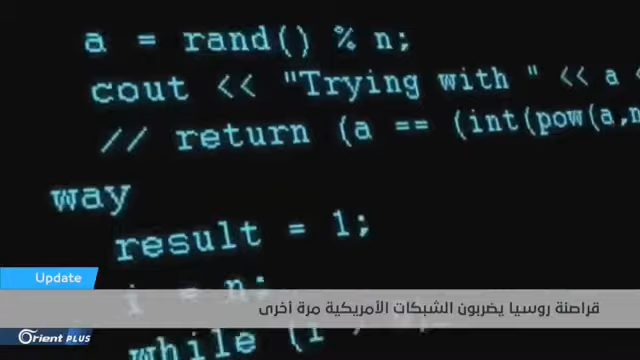 a = rand() % n;
cout << "Trying with " << a <
// return (a == (int(pow(a,n
way
result = 1;
i = n;
while (i
Update
قراصنة روسيا يضربون الشبكات الأمريكية مرة أخرى
Orient PLUS